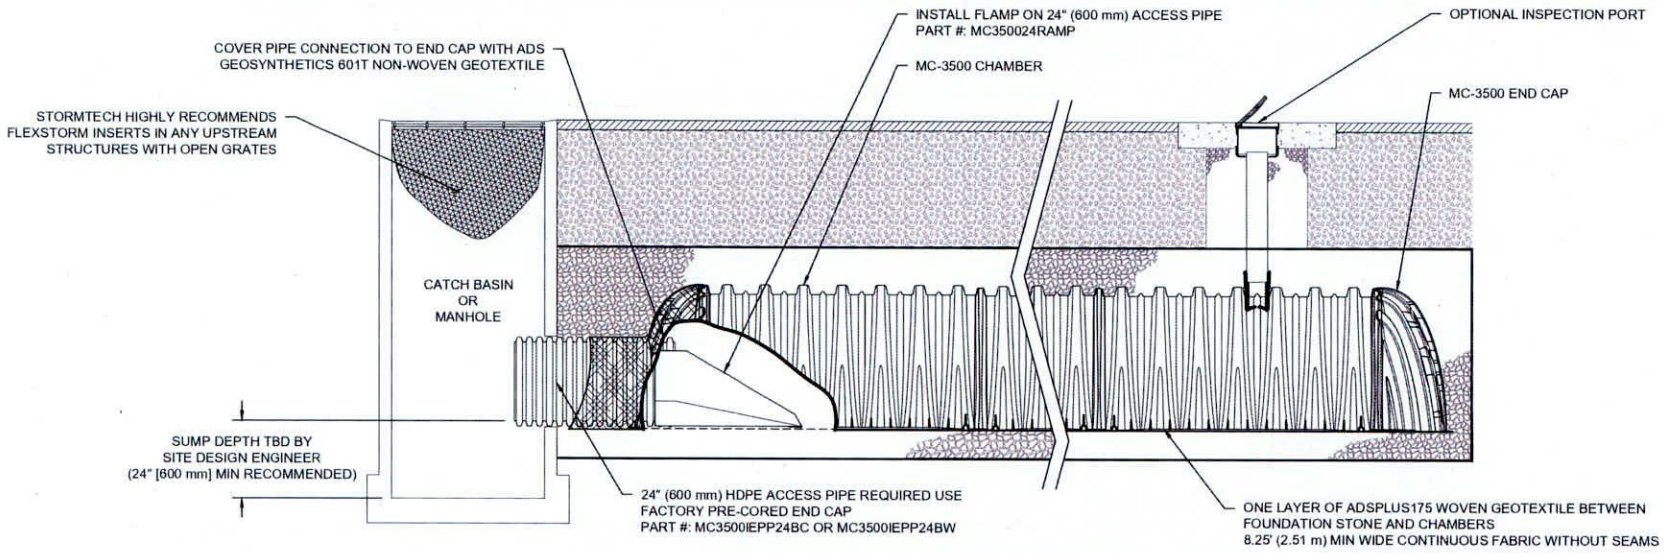 INSTALL FLAMP ON 24" (600 mm) ACCESS PIPE
PART #: MC350024RAMP
OPTIONAL INSPECTION PORT
COVER PIPE CONNECTION TO END CAP WITH ADS
GEOSYNTHETICS 601T NON-WOVEN GEOTEXTILE
MC-3500 CHAMBER
MC-3500 END CAP
STORMTECH HIGHLY RECOMMENDS
FLEXSTORM INSERTS IN ANY UPSTREAM
STRUCTURES WITH OPEN GRATES
CATCH BASIN
OR
MANHOLE
SUMP DEPTH TBD BY
SITE DESIGN ENGINEER
(24" [600 mm] MIN RECOMMENDED)
24" (600 mm) HDPE ACCESS PIPE REQUIRED USE
FACTORY PRE-CORED END CAP
PART #: MC3500IEPP24BC OR MC3500IEPP24BW
ONE LAYER OF ADSPLUS175 WOVEN GEOTEXTILE BETWEEN
FOUNDATION STONE AND CHAMBERS
8.25' (2.51 m) MIN WIDE CONTINUOUS FABRIC WITHOUT SEAMS